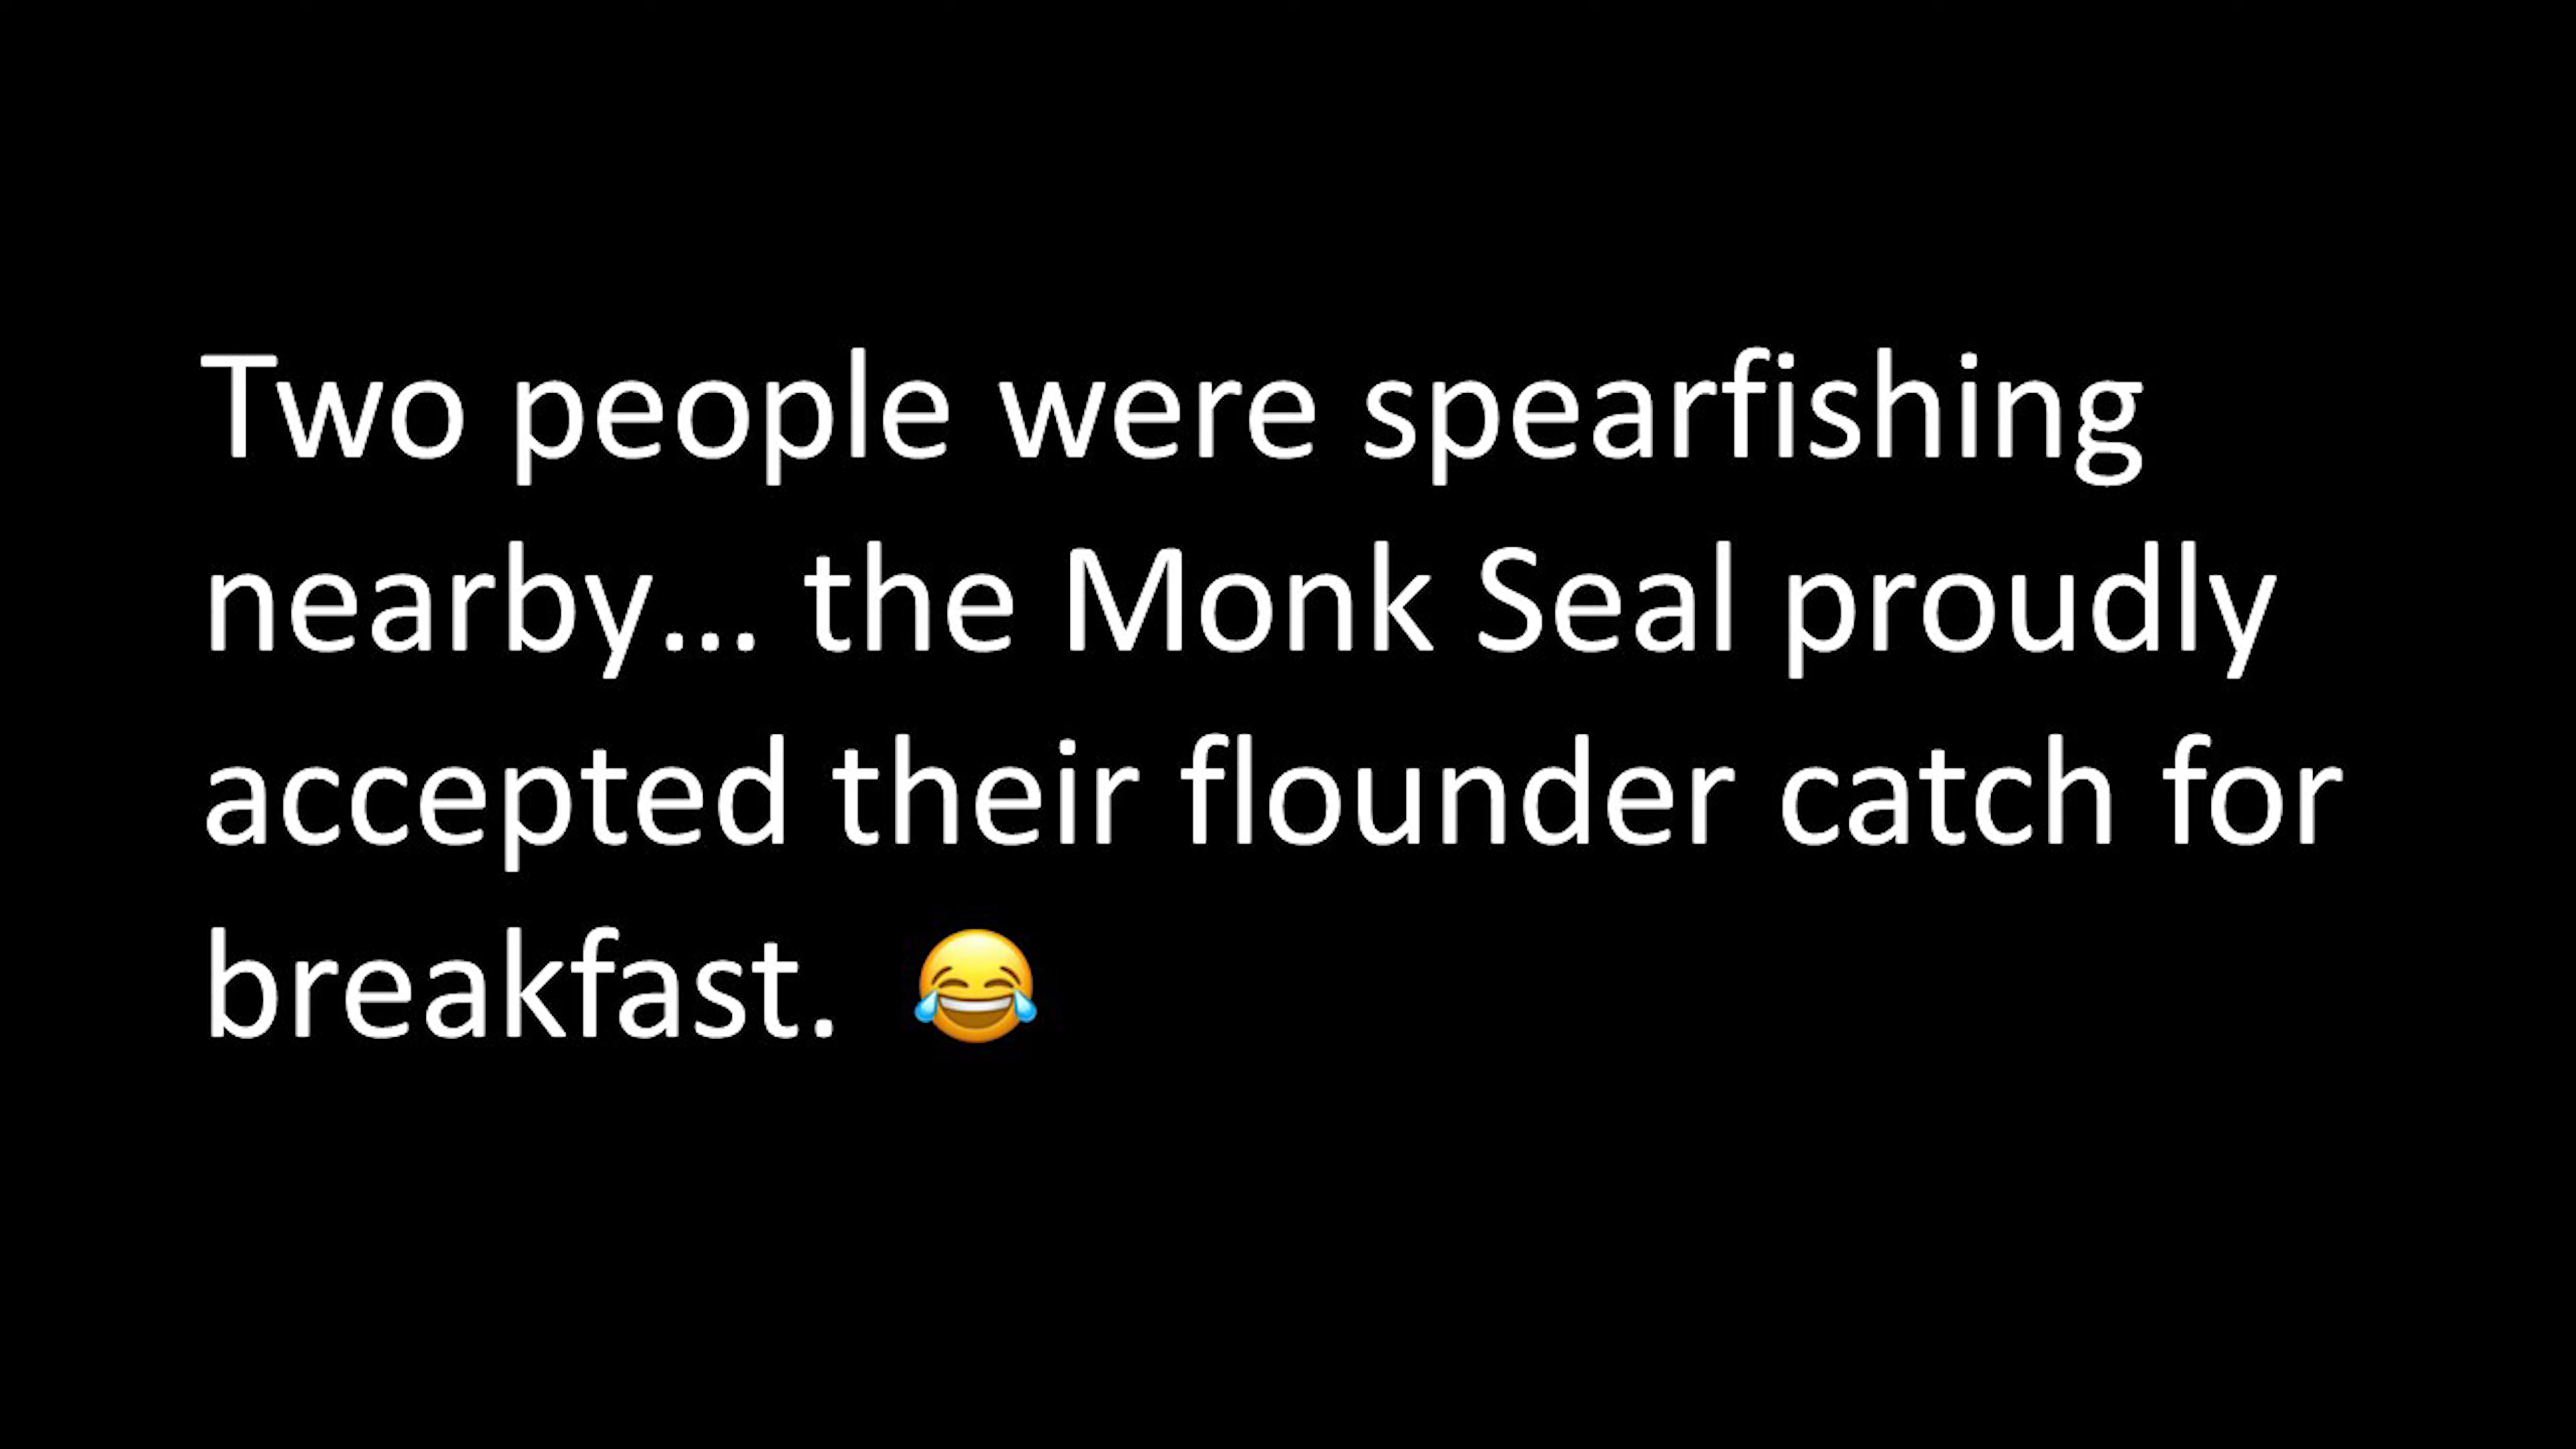 Two people were spearfishing
nearby... the Monk Seal proudly
accepted their flounder catch for
breakfast. 😂